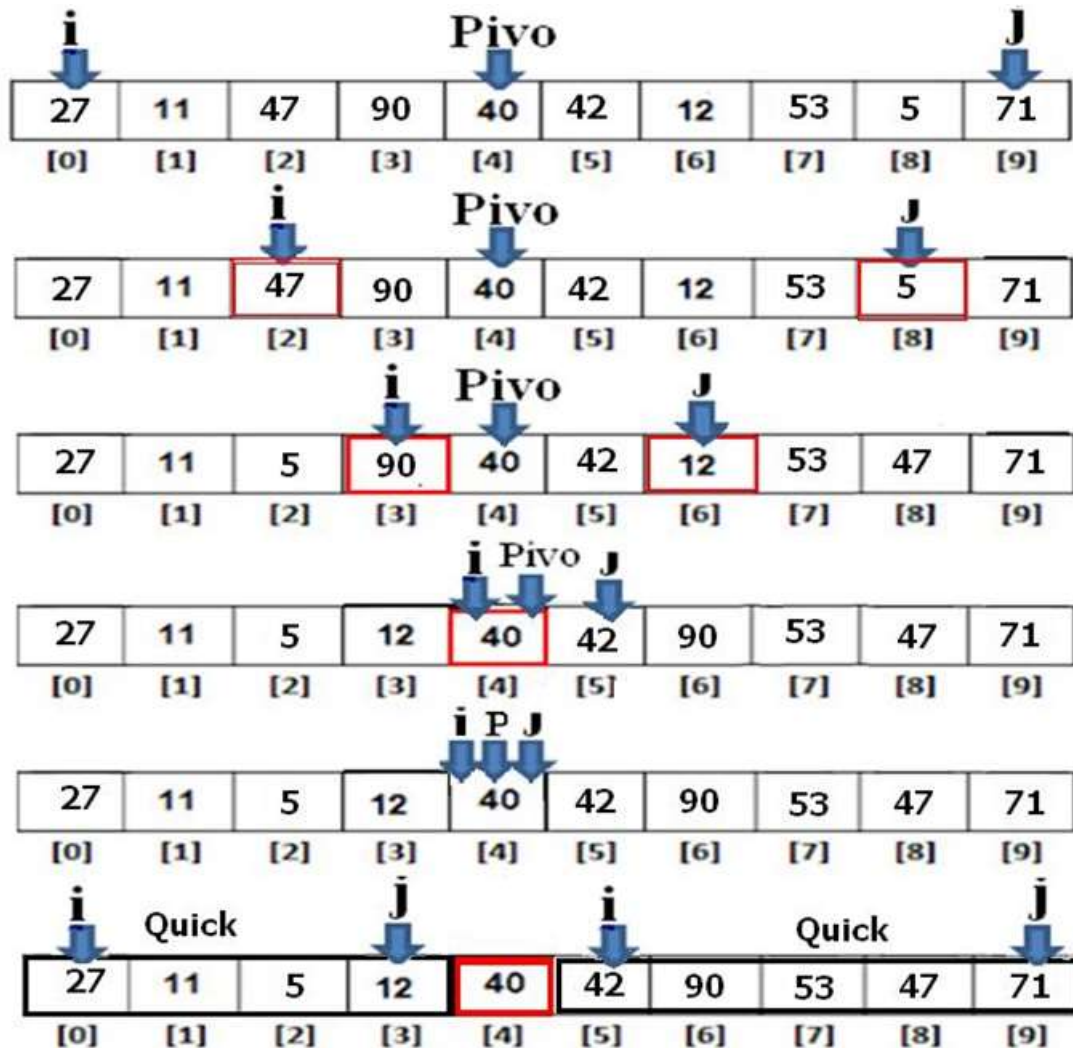 i Pivo J
27 11 47 90 40 42 12 53 5 71
[0] [1] [2] [3] [4] [5] [6] [7] [8] [9]
i Pivo J
27 11 47 90 40 42 12 53 5 71
[0] [1] [2] [3] [4] [5] [6] [7] [8] [9]
i Pivo J
27 11 5 90 40 42 12 53 47 71
[0] [1] [2] [3] [4] [5] [6] [7] [8] [9]
i Pivo J
27 11 5 12 40 42 90 53 47 71
[0] [1] [2] [3] [4] [5] [6] [7] [8] [9]
i P J
27 11 5 12 40 42 90 53 47 71
[0] [1] [2] [3] [4] [5] [6] [7] [8] [9]
i Quick j i Quick j
27 11 5 12 40 42 90 53 47 71
[0] [1] [2] [3] [4] [5] [6] [7] [8] [9]